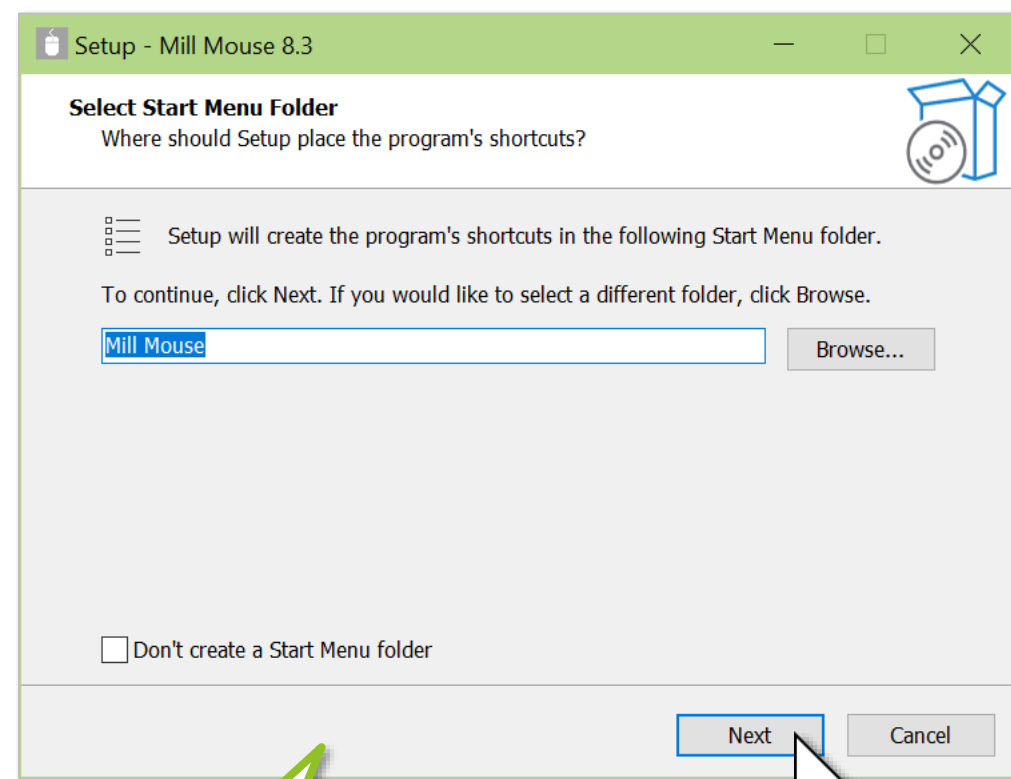 Setup - Mill Mouse 8.3
Select Start Menu Folder
Where should Setup place the program's shortcuts?
Setup will create the program's shortcuts in the following Start Menu folder.
To continue, click Next. If you would like to select a different folder, click Browse.
Mill Mouse
Browse...
Don't create a Start Menu folder
Next
Cancel